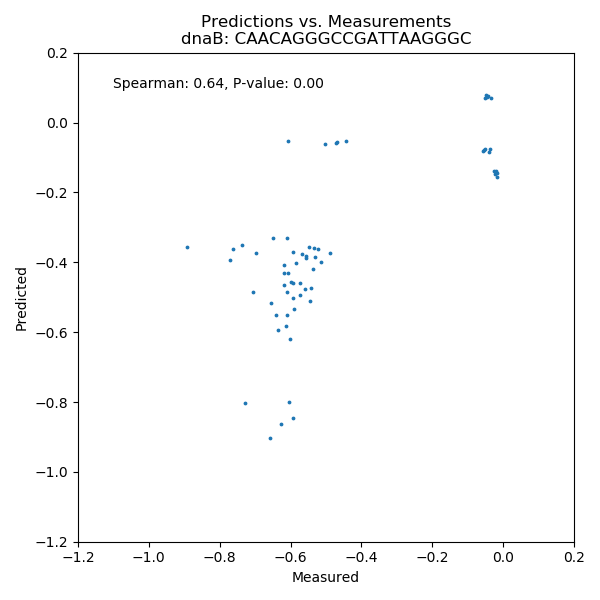 Predictions vs. Measurements
dnaB: CAACAGGGCCGATTAAGGGC
Spearman: 0.64, P-value: 0.00
0.2
0.0
−0.2
−0.4
−0.6
−0.8
−1.0
−1.2
Predicted
−1.2 −1.0 −0.8 −0.6 −0.4 −0.2 0.0 0.2
Measured